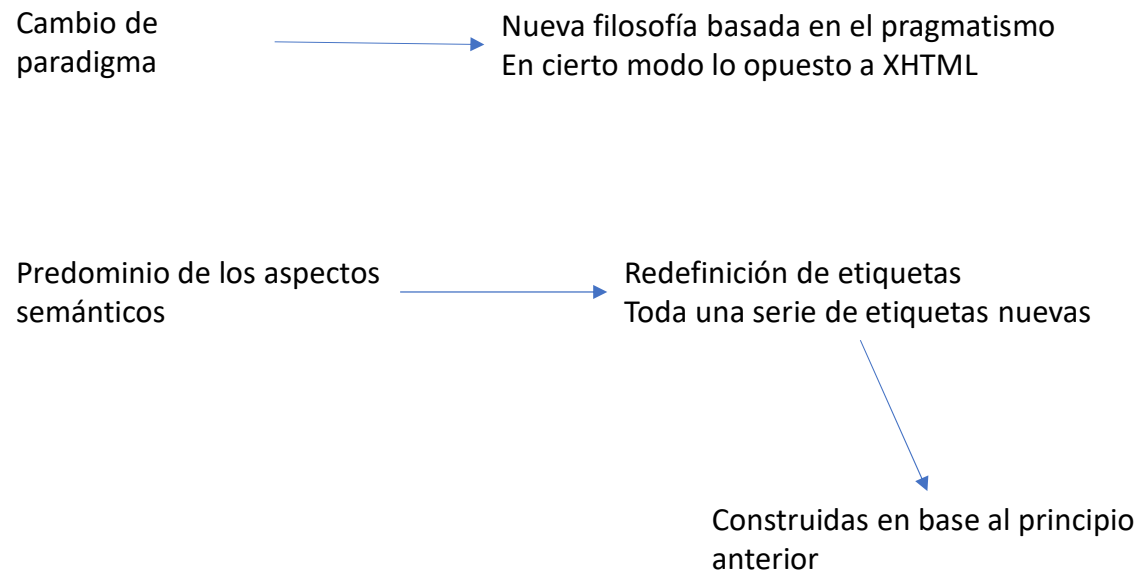 Cambio de
paradigma
Nueva filosofía basada en el pragmatismo
En cierto modo lo opuesto a XHTML
Predominio de los aspectos
semánticos
Redefinición de etiquetas
Toda una serie de etiquetas nuevas
Construidas en base al principio
anterior